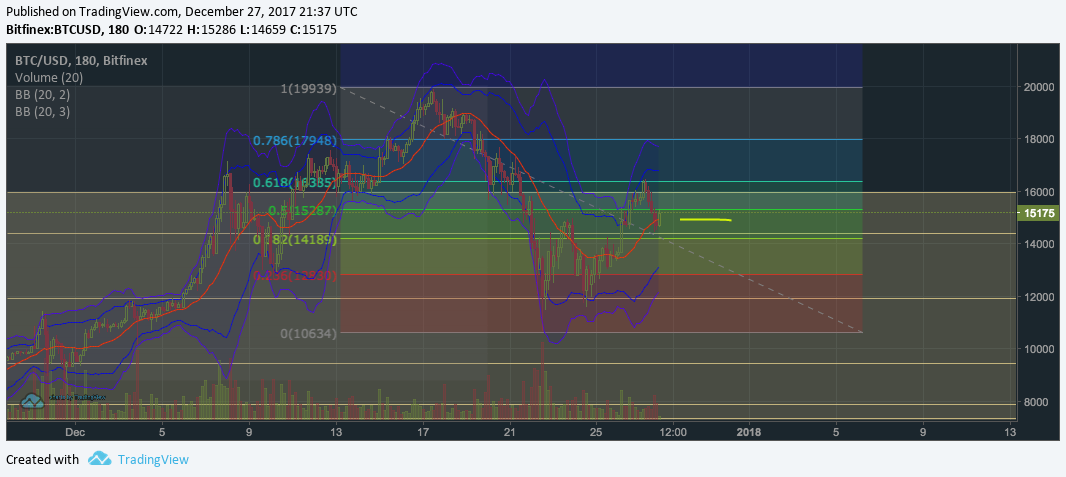 Published on TradingView.com, December 27, 2017 21:37 UTC
Bitfinex:BTCUSD, 180 O:14722 H:15286 L:14659 C:15175
BTC/USD, 180, Bitfinex
Volume (20)
BB (20, 2)
BB (20, 3)
1(19939)
0.786(17948)
0.618(16385)
0.5(15287)
0.382(14189)
0(10634)
20000
18000
16000
15175
14000
12000
10000
8000
Dec 5 9 13 17 21 25 12:00 2018 5 9 13
Created with TradingView